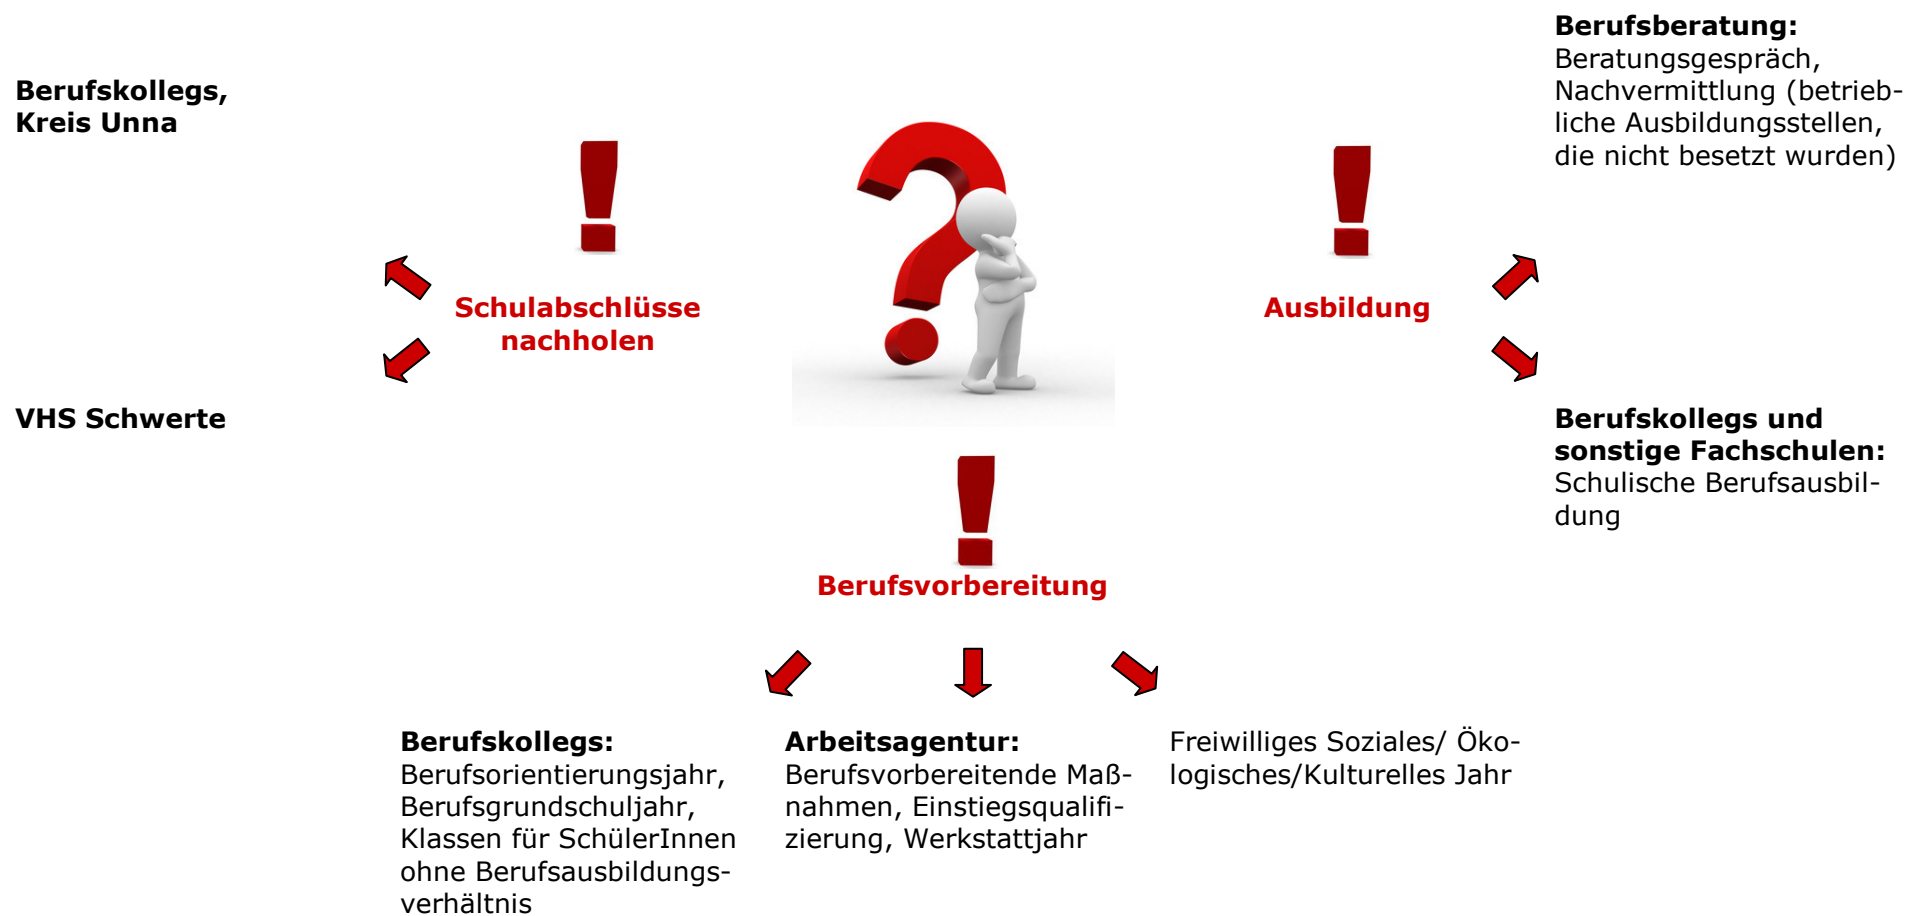 Berufskollegs,
Kreis Unna
VHS Schwerte
Schulabschlüsse
nachholen
!
?
!
Ausbildung
Berufsberatung:
Beratungsgespräch,
Nachvermittlung (betrieb-
liche Ausbildungsstellen,
die nicht besetzt wurden)
Berufskollegs und
sonstige Fachschulen:
Schulische Berufsausbil-
dung
!
Berufsvorbereitung
Berufskollegs:
Berufsorientierungsjahr,
Berufsgrundschuljahr,
Klassen für SchülerInnen
ohne Berufsausbildungs-
verhältnis
Arbeitsagentur:
Berufsvorbereitende Maß-
nahmen, Einstiegsqualifi-
zierung, Werkstattjahr
Freiwilliges Soziales/ Öko-
logisches/Kulturelles Jahr